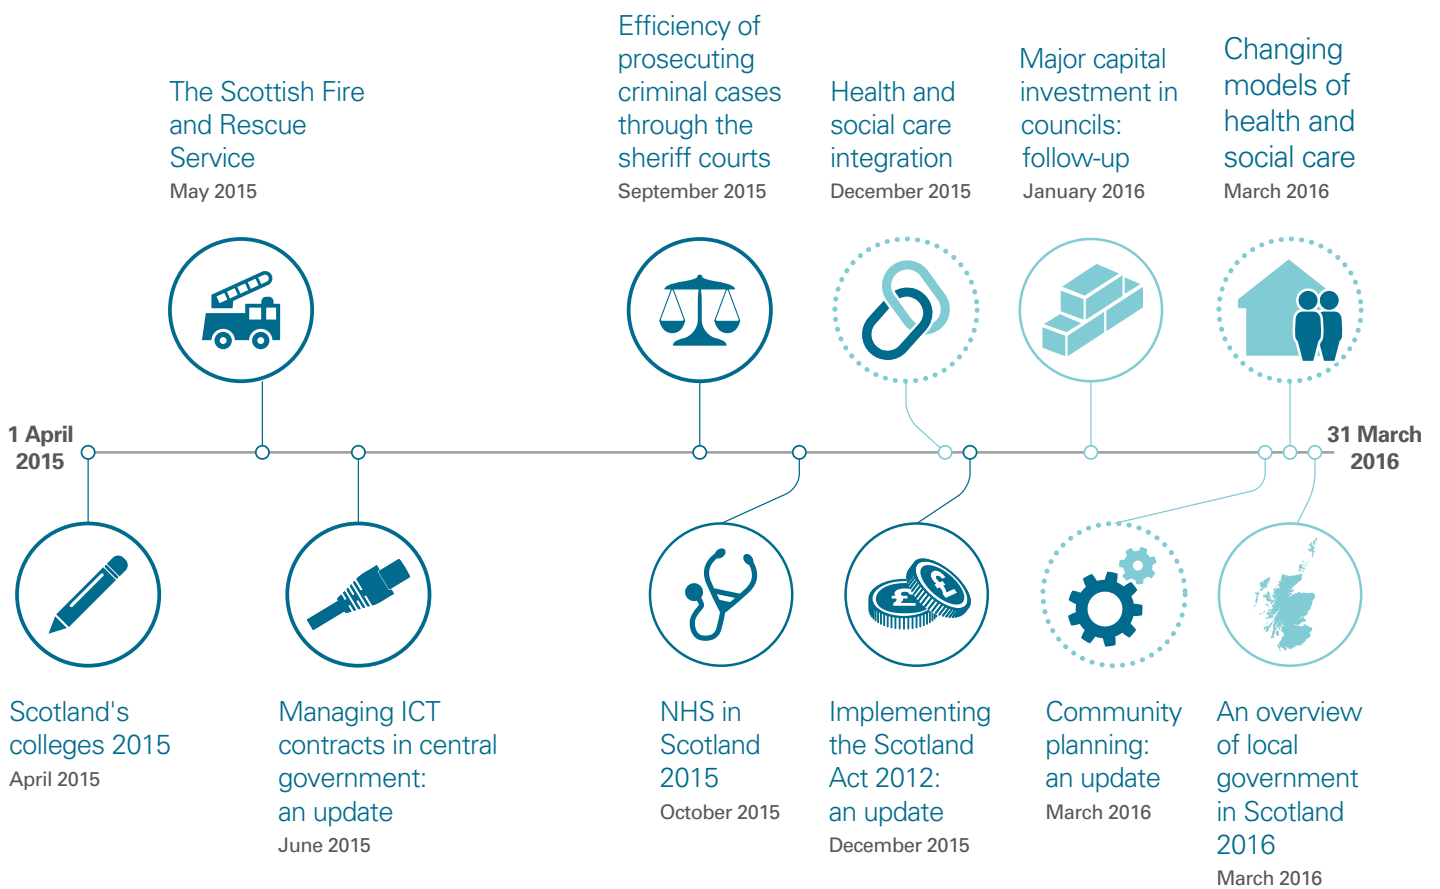 The Scottish Fire
and Rescue
Service
May 2015
Efficiency of
prosecuting
criminal cases
through the
sheriff courts
September 2015
Health and
social care
integration
December 2015
Major capital
investment in
councils:
follow-up
January 2016
Changing
models of
health and
social care
March 2016
1 April
2015
31 March
2016
£
£
Scotland's
colleges 2015
April 2015
Managing ICT
contracts in central
government:
an update
June 2015
NHS in
Scotland
2015
October 2015
Implementing
the Scotland
Act 2012:
an update
December 2015
Community
planning:
an update
March 2016
An overview
of local
government
in Scotland
2016
March 2016